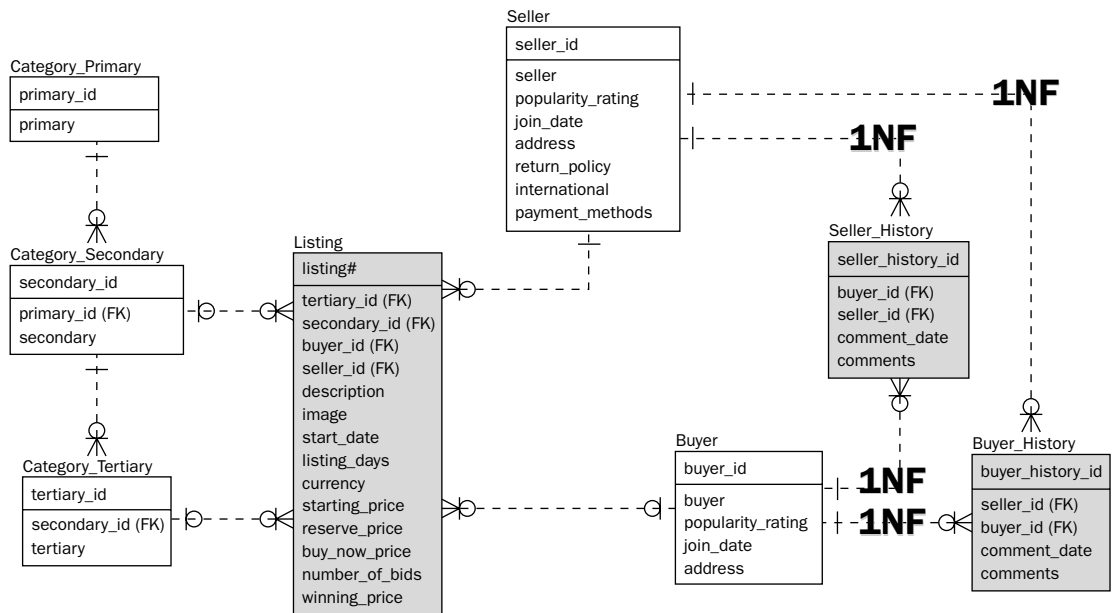 Seller
seller_id
seller
popularity_rating
join_date
address
return_policy
international
payment_methods
Category_Primary
primary_id
primary
1NF
1NF
Category_Secondary
secondary_id
primary_id (FK)
secondary
Listing
listing#
tertiary_id (FK)
secondary_id (FK)
buyer_id (FK)
seller_id (FK)
description
image
start_date
listing_days
currency
starting_price
reserve_price
buy_now_price
number_of_bids
winning_price
Seller_History
seller_history_id
buyer_id (FK)
seller_id (FK)
comment_date
comments
Category_Tertiary
tertiary_id
secondary_id (FK)
tertiary
Buyer
buyer_id
buyer
popularity_rating
join_date
address
1NF
1NF
Buyer_History
buyer_history_id
seller_id (FK)
buyer_id (FK)
comment_date
comments